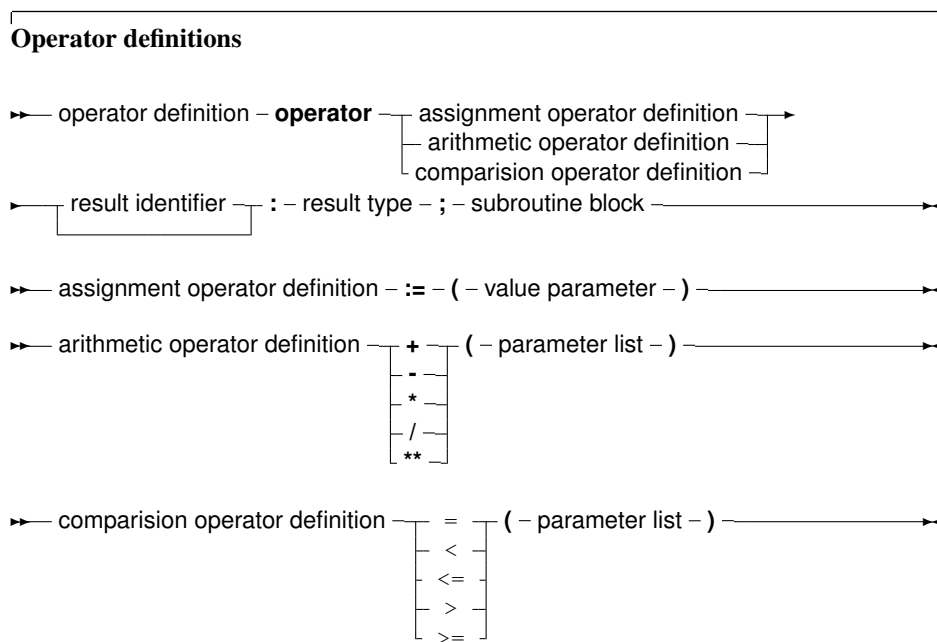 Operator definitions
operator definition operator assignment operator definition
arithmetic operator definition
comparision operator definition
result identifier : result type ; subroutine block
assignment operator definition := ( value parameter )
arithmetic operator definition + ( parameter list )
-
*
/
**
comparision operator definition = ( parameter list )
<
<=
>
>=